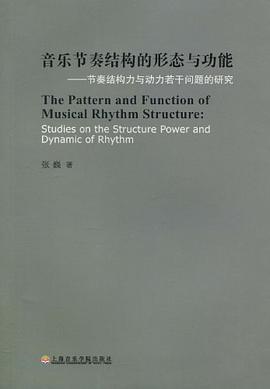 音乐节奏结构的形态与功能
——节奏结构力与动力若干问题的研究
The Pattern and Function of
Musical Rhythm Structure:
Studies on the Structure Power and
Dynamic of Rhythm
张 巍 著
上海音乐学院出版社